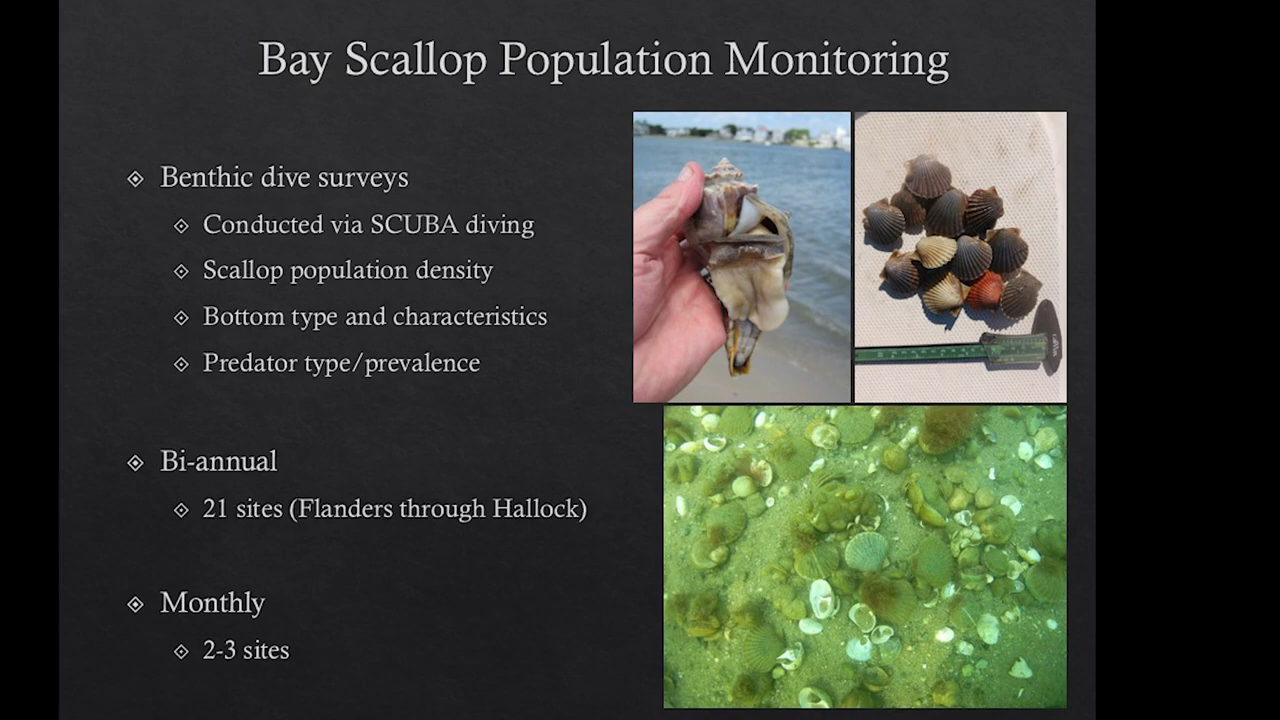 Bay Scallop Population Monitoring
Benthic dive surveys
Conducted via SCUBA diving
Scallop population density
Bottom type and characteristics
Predator type/prevalence
Bi-annual
21 sites (Flanders through Hallock)
Monthly
2-3 sites